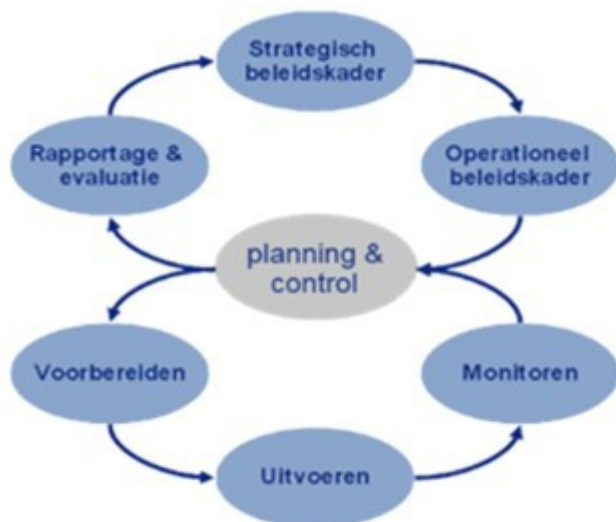 Strategisch
beleidskader
Rapportage &
evaluatie
Operationeel
beleidskader
planning &
control
Voorbereiden
Monitoren
Uitvoeren